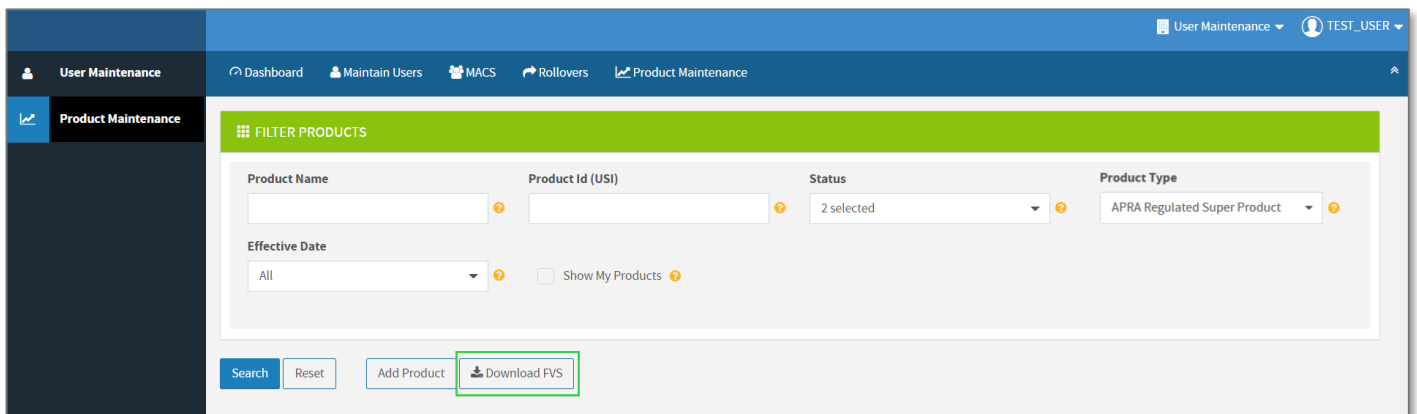 User Maintenance TEST_USER
User Maintenance Dashboard Maintain Users MACS Rollovers Product Maintenance
Product Maintenance
FILTER PRODUCTS
Product Name Product Id (USI) Status Product Type
2 selected APRA Regulated Super Product
Effective Date
All Show My Products
Search Reset Add Product Download FVS